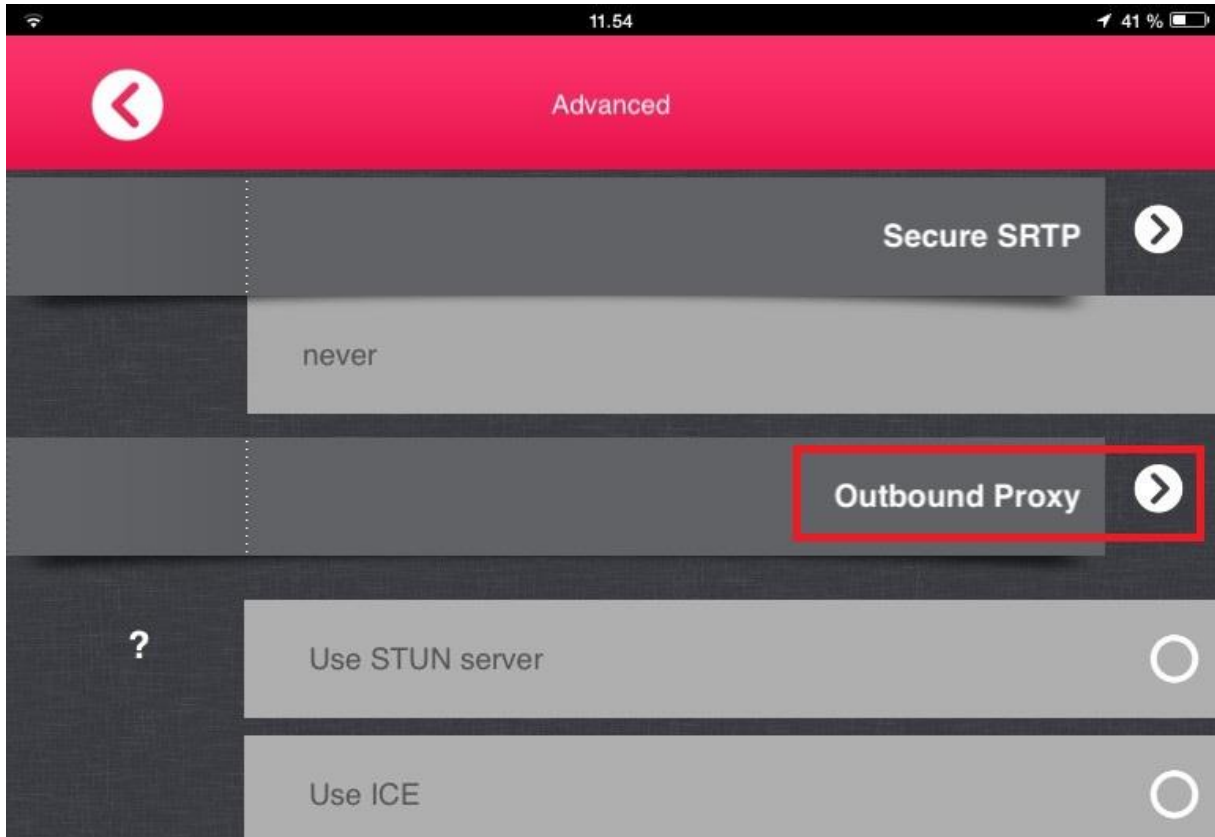 11.54
41 %
Advanced
Secure SRTP
never
Outbound Proxy
?
Use STUN server
Use ICE